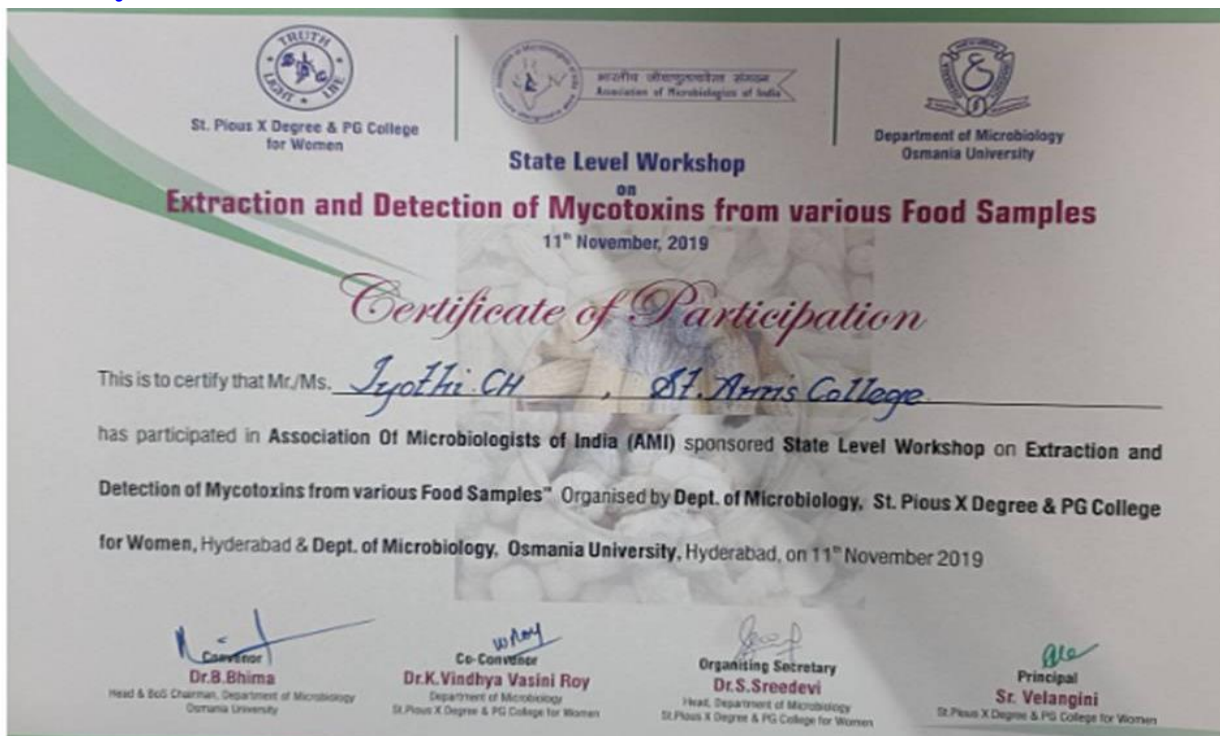 TRUTH
LIGHT
LIFE
St. Pious X Degree & PG College
for Women
Association of Microbiologists of India
Department of Microbiology
Osmania University
State Level Workshop
on
Extraction and Detection of Mycotoxins from various Food Samples
11th November, 2019
Certificate of Participation
This is to certify that Mr./Ms. Jyothi.CH , St. Ann's College
has participated in Association Of Microbiologists of India (AMI) sponsored State Level Workshop on Extraction and
Detection of Mycotoxins from various Food Samples" Organised by Dept. of Microbiology, St. Pious X Degree & PG College
for Women, Hyderabad & Dept. of Microbiology, Osmania University, Hyderabad, on 11th November 2019
Convenor
Dr.B.Bhima
Head & BoS Chairman, Department of Microbiology
Osmania University
Co-Convenor
Dr.K.Vindhya Vasini Roy
Department of Microbiology
St.Pious X Degree & PG College for Women
Organising Secretary
Dr.S.Sreedevi
Head, Department of Microbiology
St.Pious X Degree & PG College for Women
Principal
Sr. Velangini
St.Pious X Degree & PG College for Women